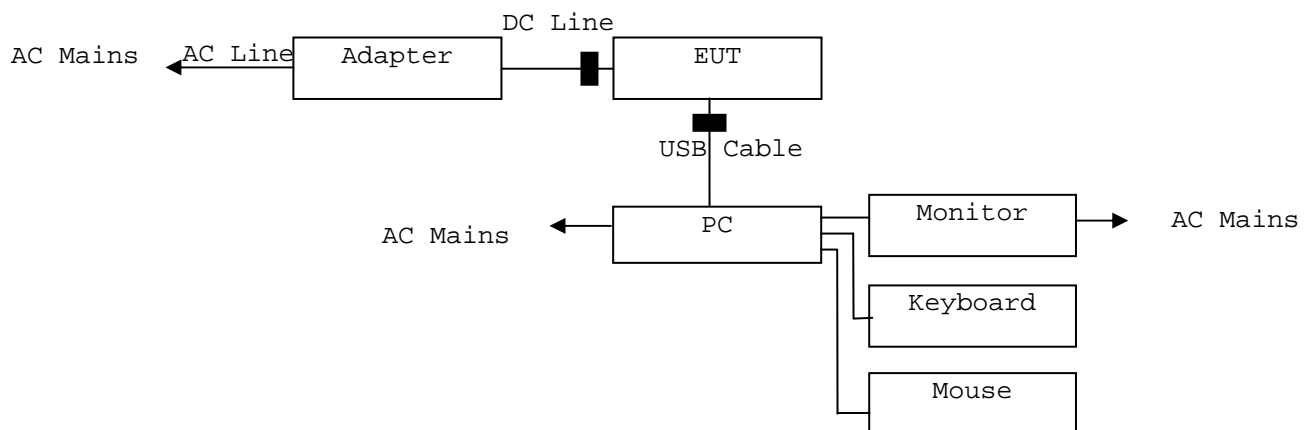 DC Line
AC Mains
AC Line
Adapter
EUT
USB Cable
AC Mains
PC
Monitor
AC Mains
Keyboard
Mouse